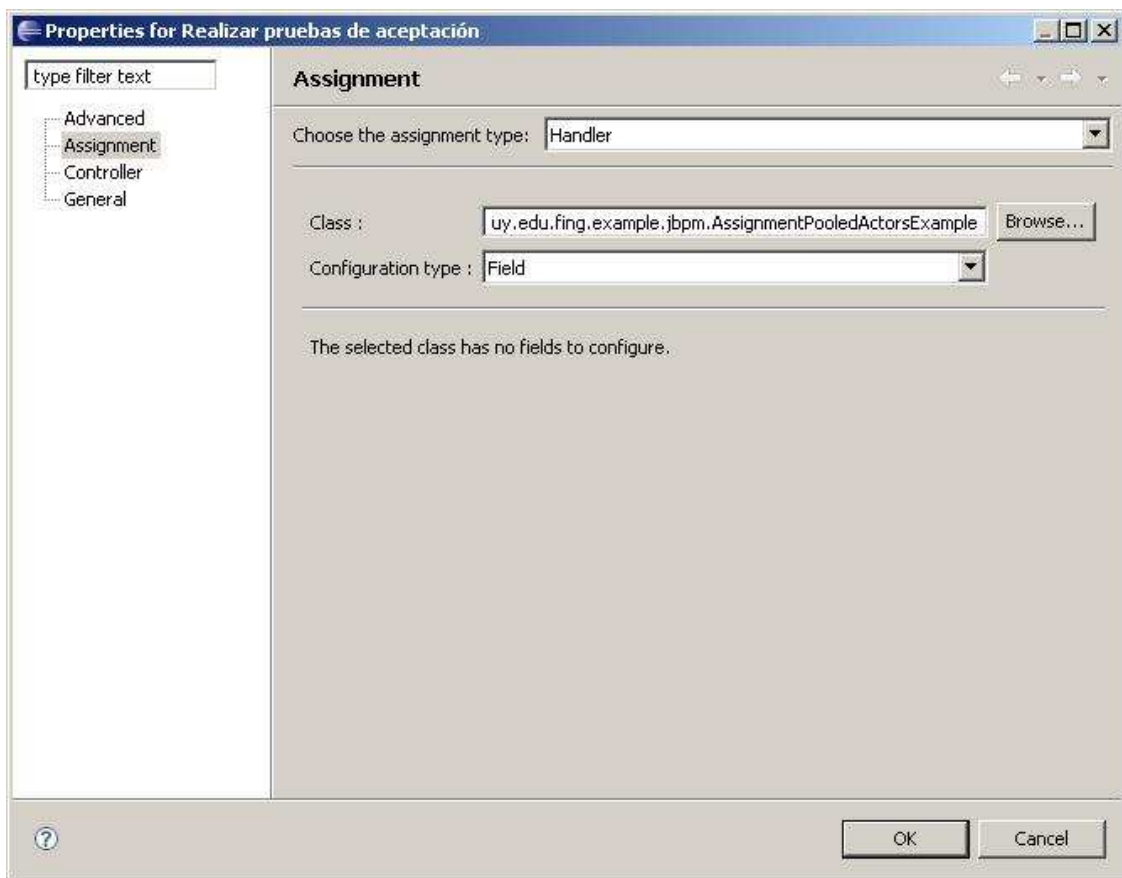 Properties for Realizar pruebas de aceptación
type filter text
Advanced
Assignment
Controller
General
Assignment
Choose the assignment type: Handler
Class : uy.edu.fing.example.jbpm.AssignmentPooledActorsExample Browse...
Configuration type : Field
The selected class has no fields to configure.
? OK Cancel